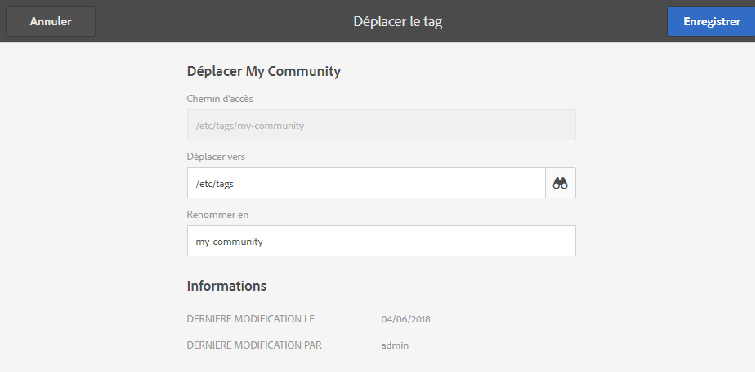 Annuler
Déplacer le tag
Enregistrer
Déplacer My Community
Chemin d'accès
/etc/tags/my-community
Déplacer vers
/etc/tags
Renommer en
my-community
Informations
DERNIERE MODIFICATION LE 04/06/2018
DERNIERE MODIFICATION PAR admin